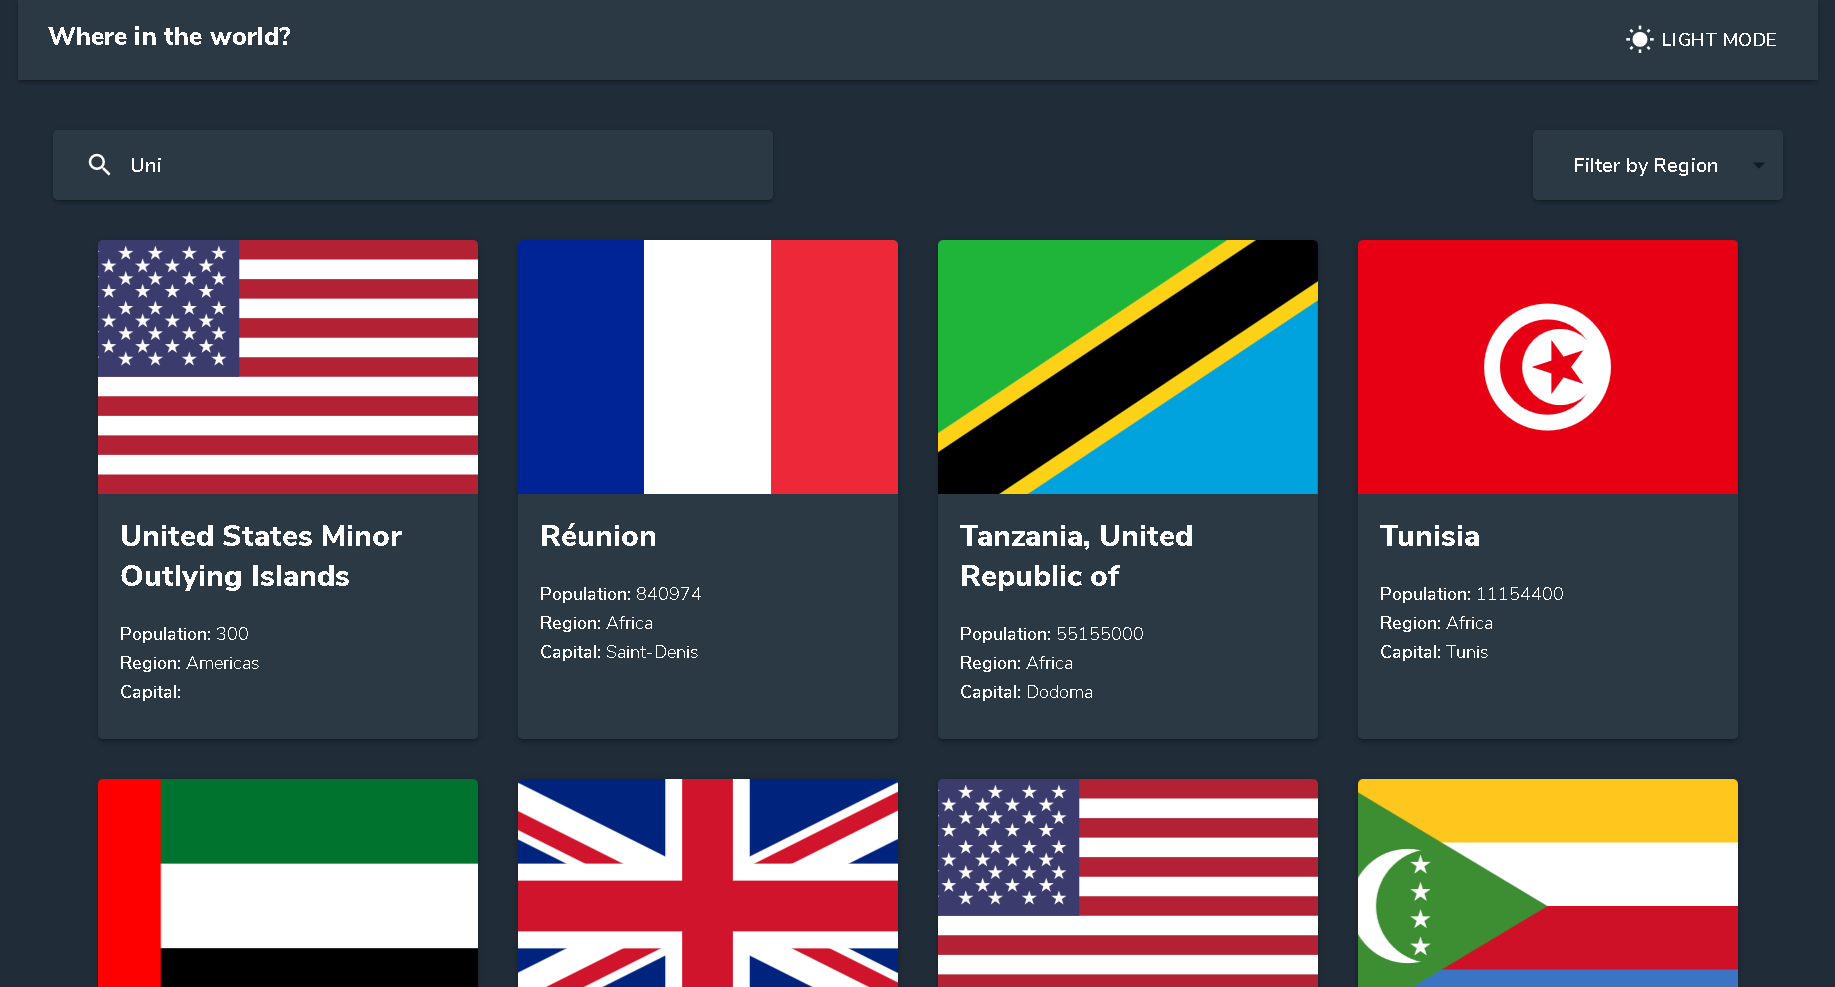 Where in the world?
LIGHT MODE
Uni
Filter by Region
United States Minor
Outlying Islands
Population: 300
Region: Americas
Capital:
Réunion
Population: 840974
Region: Africa
Capital: Saint-Denis
Tanzania, United
Republic of
Population: 55155000
Region: Africa
Capital: Dodoma
Tunisia
Population: 11154400
Region: Africa
Capital: Tunis